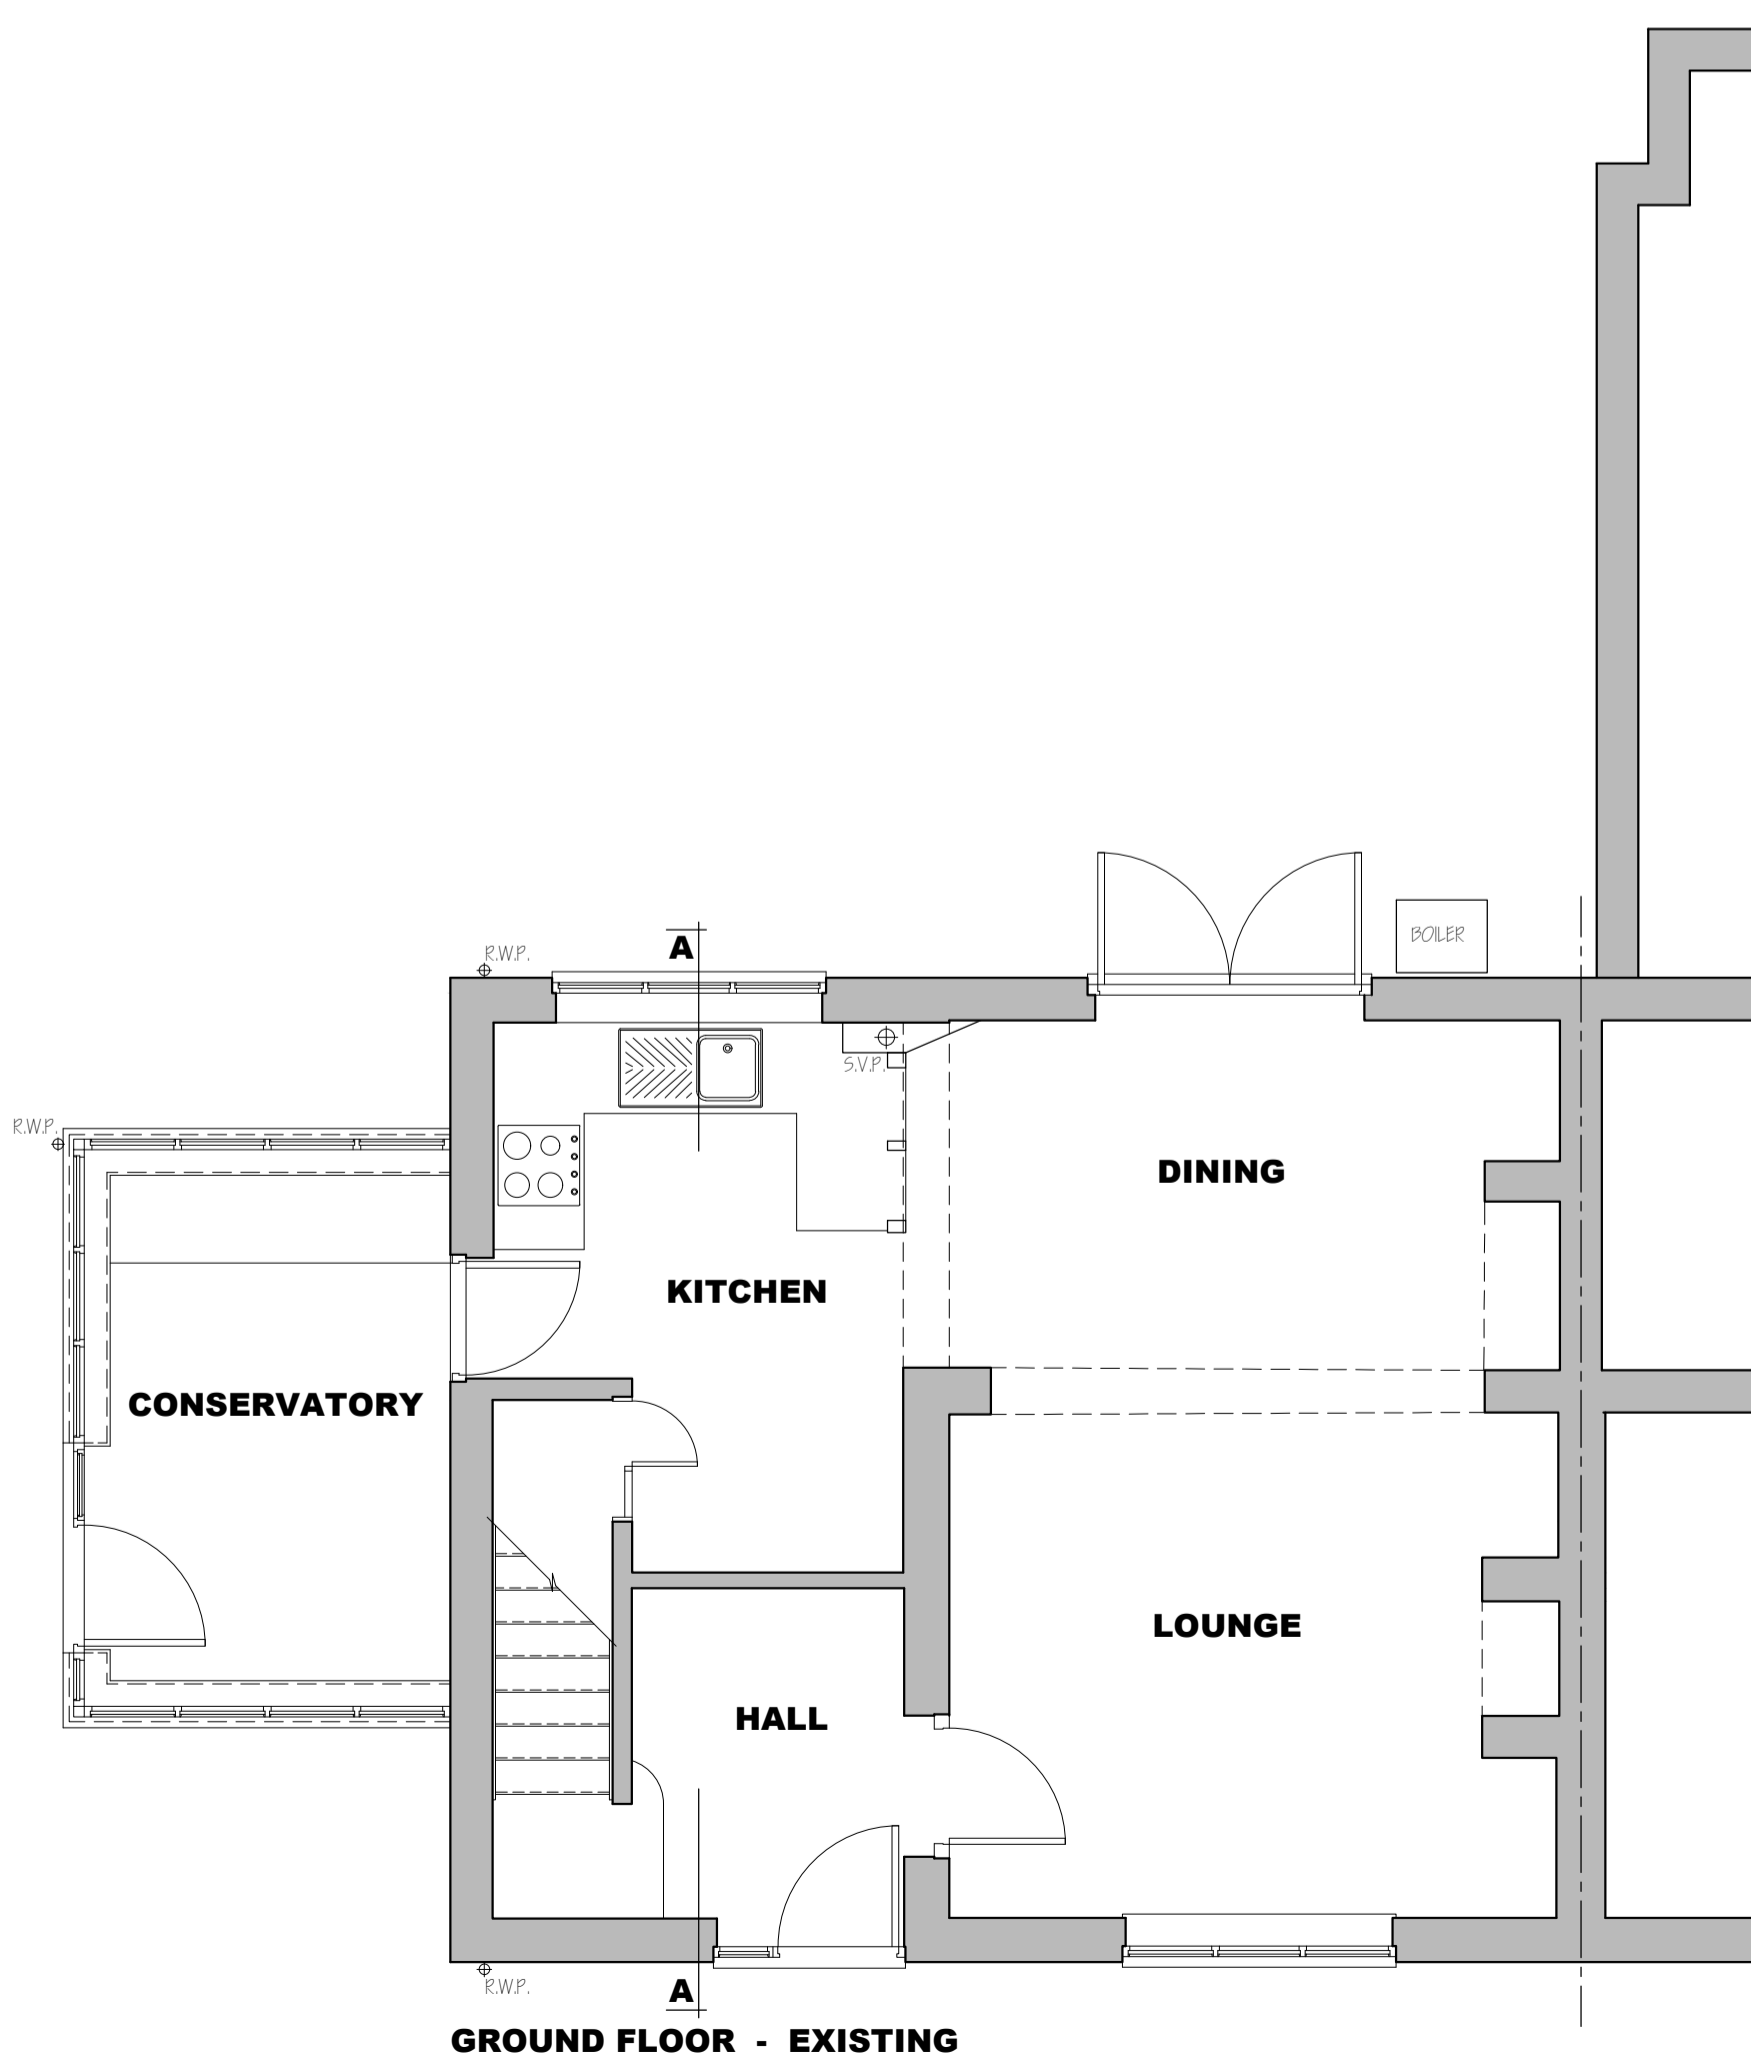 BOILER
A
R.W.P.
S.V.P.
R.W.P.
DINING
KITCHEN
CONSERVATORY
LOUNGE
HALL
R.W.P.
A
GROUND FLOOR - EXISTING